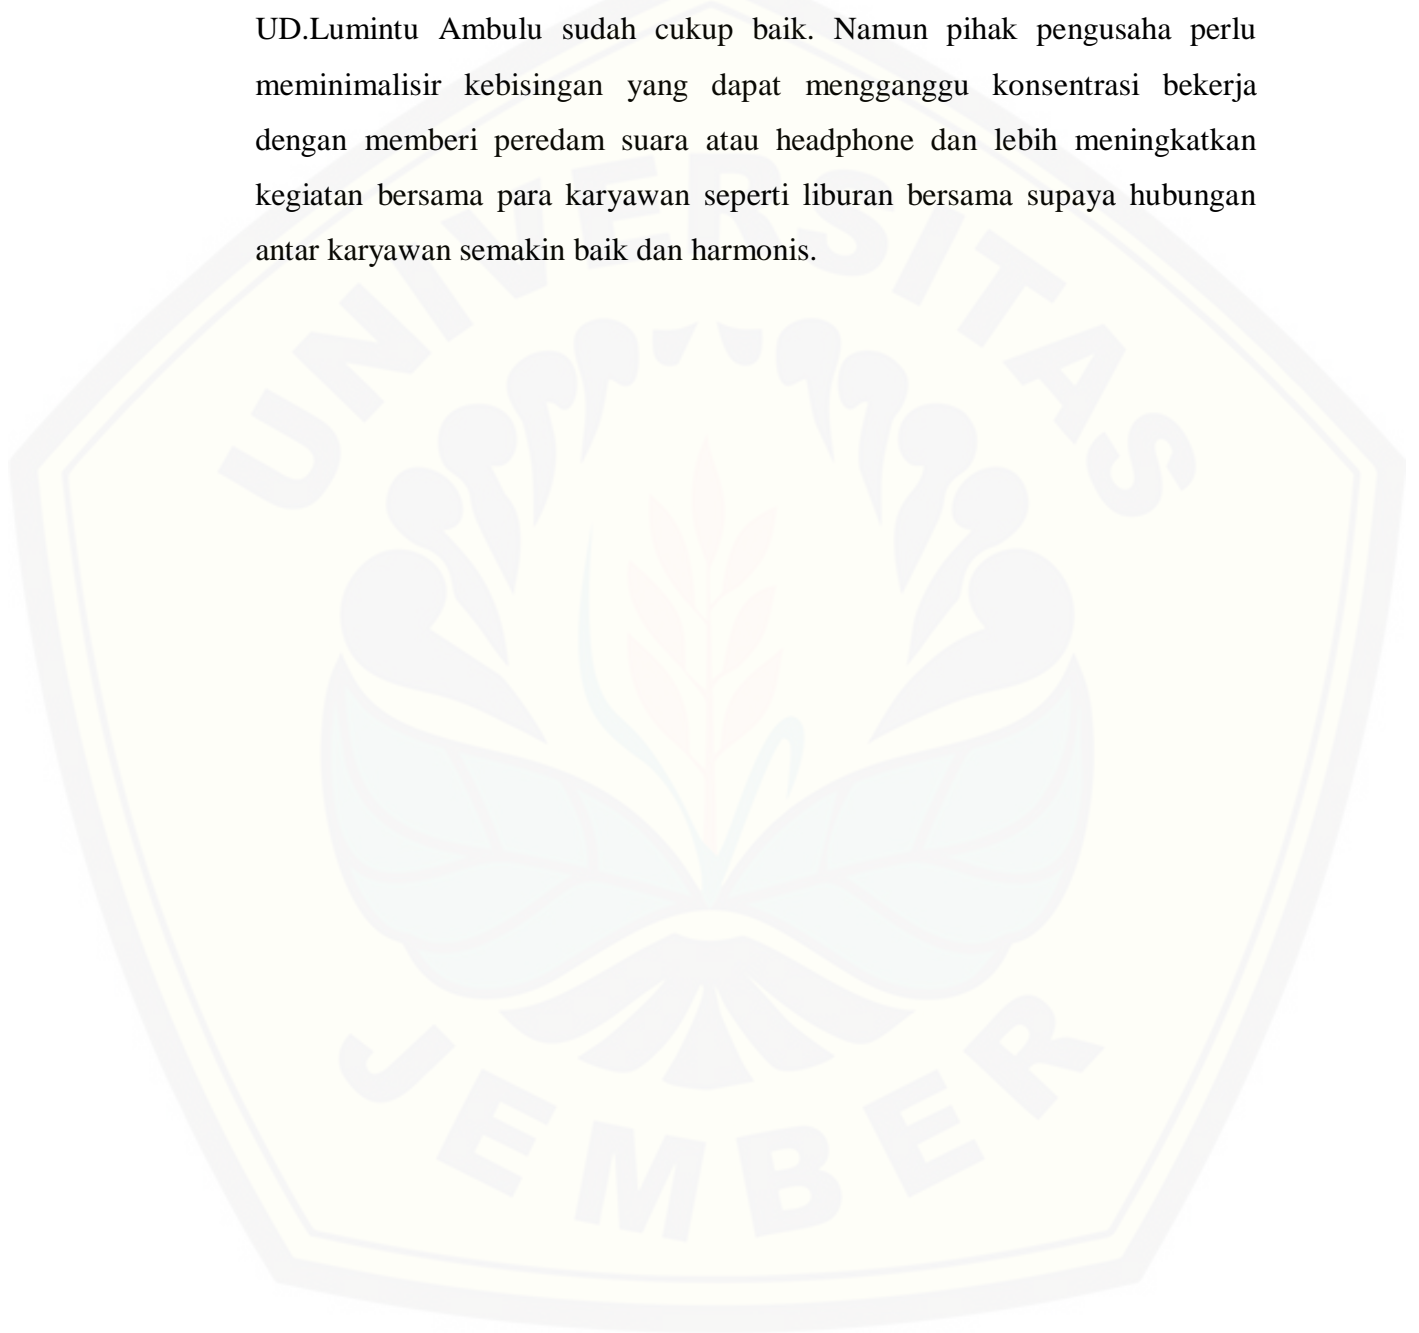 UD.Lumintu Ambulu sudah cukup baik. Namun pihak pengusaha perlu
meminimalisir kebisingan yang dapat mengganggu konsentrasi bekerja
dengan memberi peredam suara atau headphone dan lebih meningkatkan
kegiatan bersama para karyawan seperti liburan bersama supaya hubungan
antar karyawan semakin baik dan harmonis.
UNIVERSITAS
JEMBER